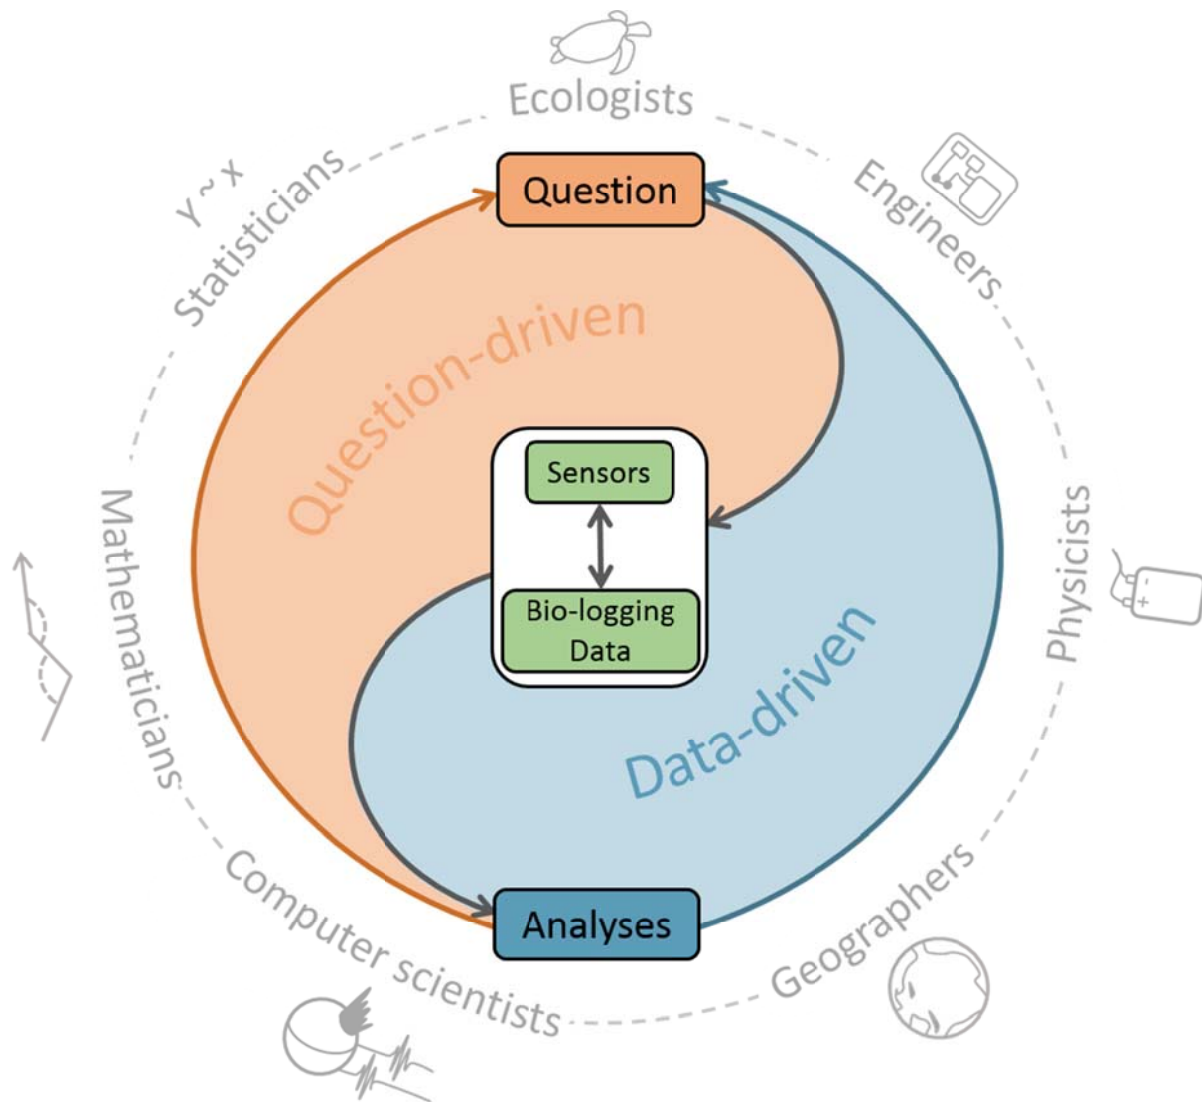 Ecologists
Y ~ x
Statisticians
Engineers
Question
Question-driven
Sensors
Mathematicians
Physicists
Bio-logging
Data
Data-driven
Computer scientists
Analyses
Geographers
- +